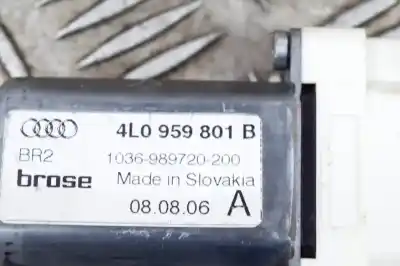 4L0 959 801 B
BR2 1036-989720-200
brose Made in Slovakia
08.08.06 A